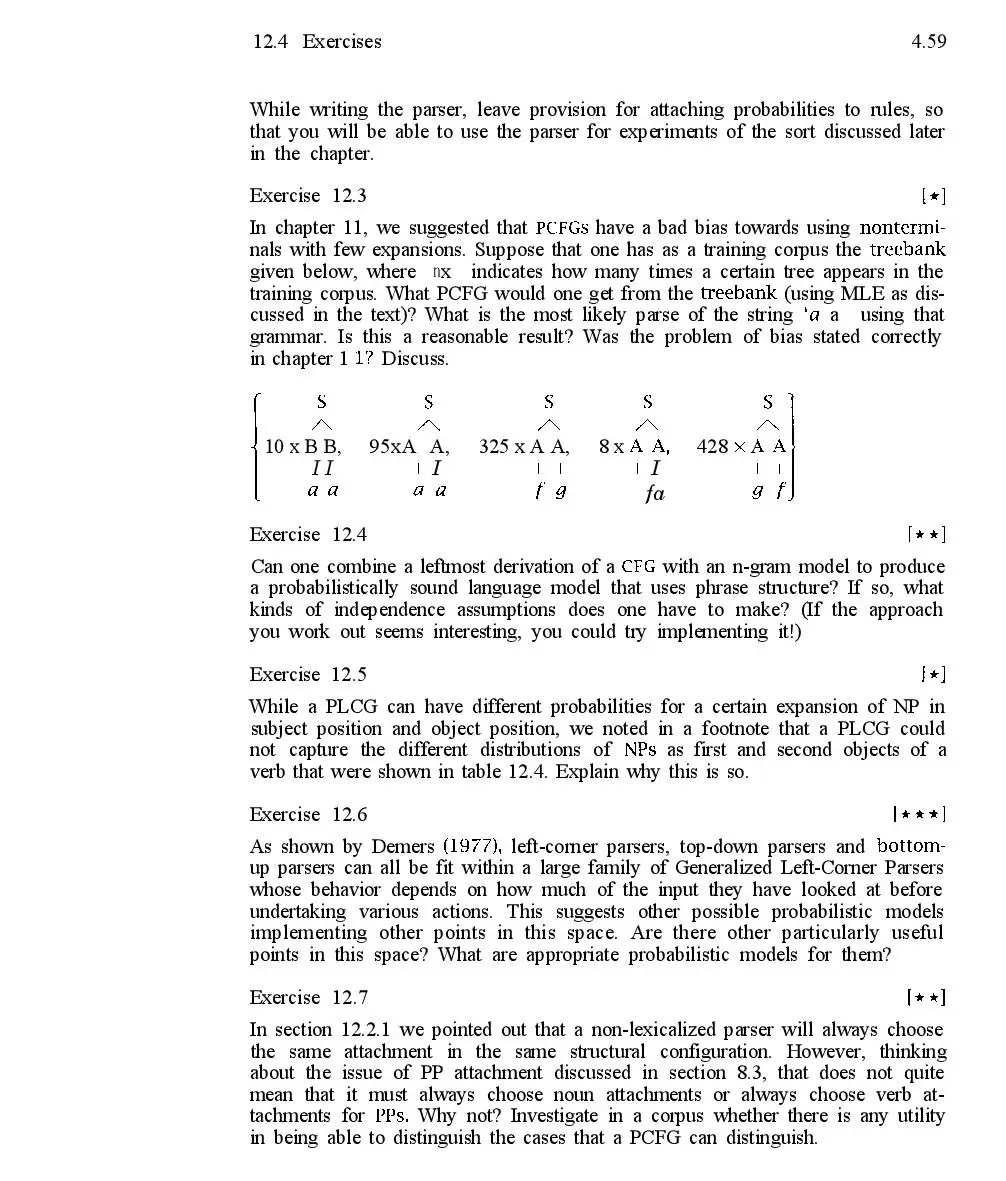 12.4 Exercises 4.59
While writing the parser, leave provision for attaching probabilities to rules, so
that you will be able to use the parser for experiments of the sort discussed later
in the chapter.
Exercise 12.3 [★]
In chapter 11, we suggested that PCFGs have a bad bias towards using nontermi-
nals with few expansions. Suppose that one has as a training corpus the treebank
given below, where nx indicates how many times a certain tree appears in the
training corpus. What PCFG would one get from the treebank (using MLE as dis-
cussed in the text)? What is the most likely parse of the string ‘a a using that
grammar. Is this a reasonable result? Was the problem of bias stated correctly
in chapter 1 1? Discuss.
S S S S S
10 x B B, 95xA A, 325 x A A, 8 x A A, 428 × A A
I I I I I I I I I I
a a a a f g fa g f
Exercise 12.4 [★★]
Can one combine a leftmost derivation of a CFG with an n-gram model to produce
a probabilistically sound language model that uses phrase structure? If so, what
kinds of independence assumptions does one have to make? (If the approach
you work out seems interesting, you could try implementing it!)
Exercise 12.5 [★]
While a PLCG can have different probabilities for a certain expansion of NP in
subject position and object position, we noted in a footnote that a PLCG could
not capture the different distributions of NPs as first and second objects of a
verb that were shown in table 12.4. Explain why this is so.
Exercise 12.6 [★★★]
As shown by Demers (1977), left-corner parsers, top-down parsers and bottom-
up parsers can all be fit within a large family of Generalized Left-Corner Parsers
whose behavior depends on how much of the input they have looked at before
undertaking various actions. This suggests other possible probabilistic models
implementing other points in this space. Are there other particularly useful
points in this space? What are appropriate probabilistic models for them?
Exercise 12.7 [★★]
In section 12.2.1 we pointed out that a non-lexicalized parser will always choose
the same attachment in the same structural configuration. However, thinking
about the issue of PP attachment discussed in section 8.3, that does not quite
mean that it must always choose noun attachments or always choose verb at-
tachments for PPs. Why not? Investigate in a corpus whether there is any utility
in being able to distinguish the cases that a PCFG can distinguish.